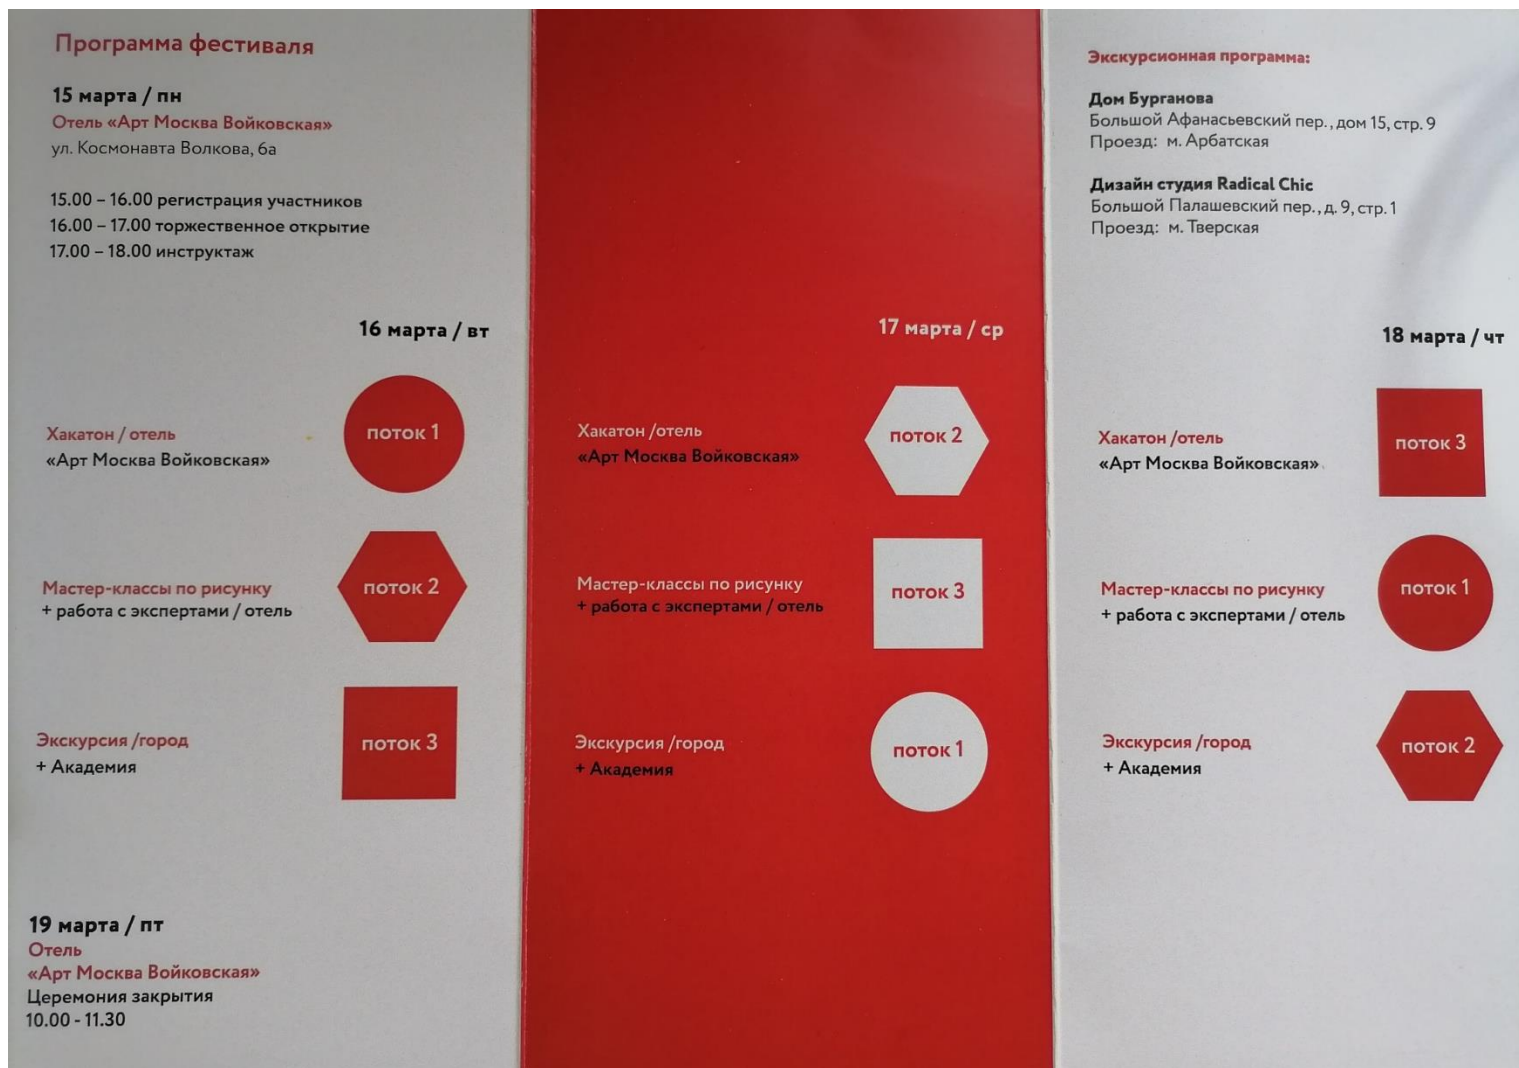 Программа фестиваля
15 марта / пн
Отель «Арт Москва Войковская»
ул. Космонавта Волкова, 6а
15.00 – 16.00 регистрация участников
16.00 – 17.00 торжественное открытие
17.00 – 18.00 инструктаж
16 марта / вт
Хакатон / отель
«Арт Москва Войковская»
поток 1
Мастер-классы по рисунку
+ работа с экспертами / отель
поток 2
Экскурсия /город
+ Академия
поток 3
19 марта / пт
Отель
«Арт Москва Войковская»
Церемония закрытия
10.00 - 11.30
17 марта / ср
Хакатон /отель
«Арт Москва Войковская»
поток 2
Мастер-классы по рисунку
+ работа с экспертами / отель
поток 3
Экскурсия /город
+ Академия
поток 1
Экскурсионная программа:
Дом Бурганова
Большой Афанасьевский пер., дом 15, стр. 9
Проезд: м. Арбатская
Дизайн студия Radical Chic
Большой Палашевский пер., д. 9, стр. 1
Проезд: м. Тверская
18 марта / чт
Хакатон /отель
«Арт Москва Войковская»
поток 3
Мастер-классы по рисунку
+ работа с экспертами / отель
поток 1
Экскурсия /город
+ Академия
поток 2